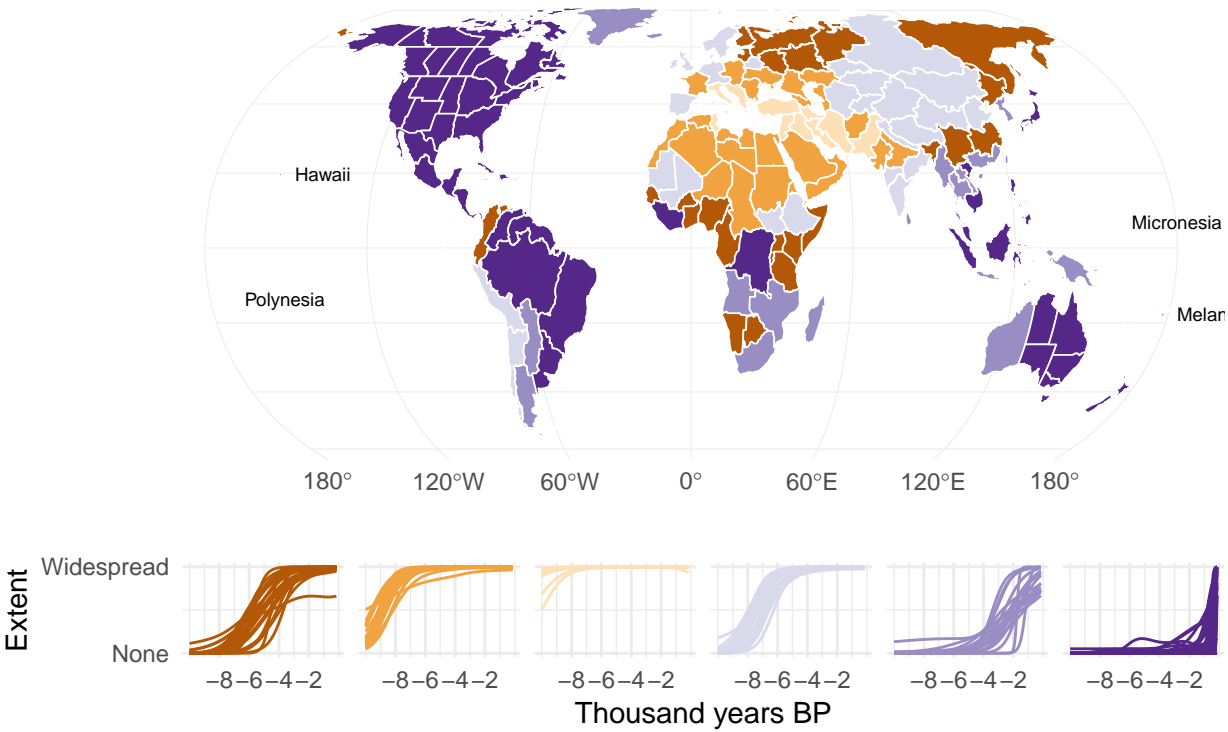 Hawaii
Micronesia
Polynesia
Melan
180° 120°W 60°W 0° 60°E 120°E 180°
Widespread
None
Extent
−8−6−4−2 −8−6−4−2 −8−6−4−2 −8−6−4−2 −8−6−4−2 −8−6−4−2
Thousand years BP